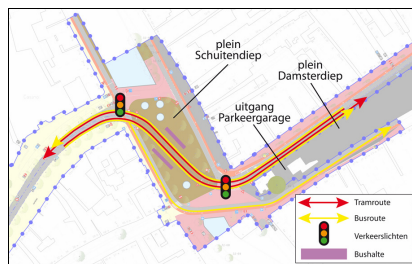 plein
Schuitendiep
plein
Damsterdiep
uitgang
Parkeergarage
Tramroute
Busroute
Verkeerslichten
Bushalte